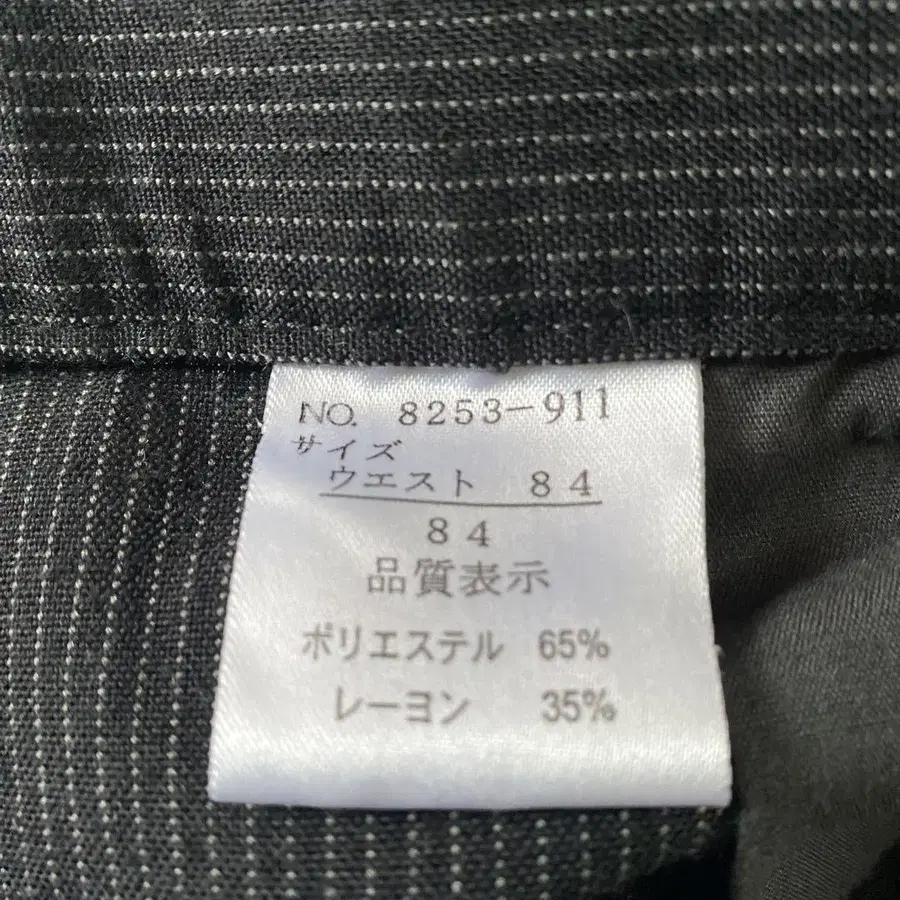 NO. 8253-911
サイズ
ウエスト 84
84
品質表示
ポリエステル 65%
レーヨン 35%